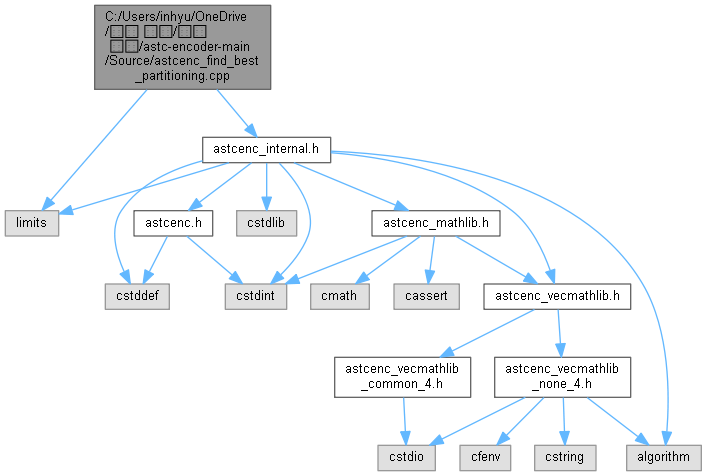 C:/Users/inhyu/OneDrive
/astc-encoder-main
/Source/astcenc_find_best
_partitioning.cpp
astcenc_internal.h
limits
astcenc.h
cstdlib
astcenc_mathlib.h
cstddef
cstdint
cmath
cassert
astcenc_vecmathlib.h
astcenc_vecmathlib
_common_4.h
astcenc_vecmathlib
_none_4.h
cstdio
cfenv
cstring
algorithm